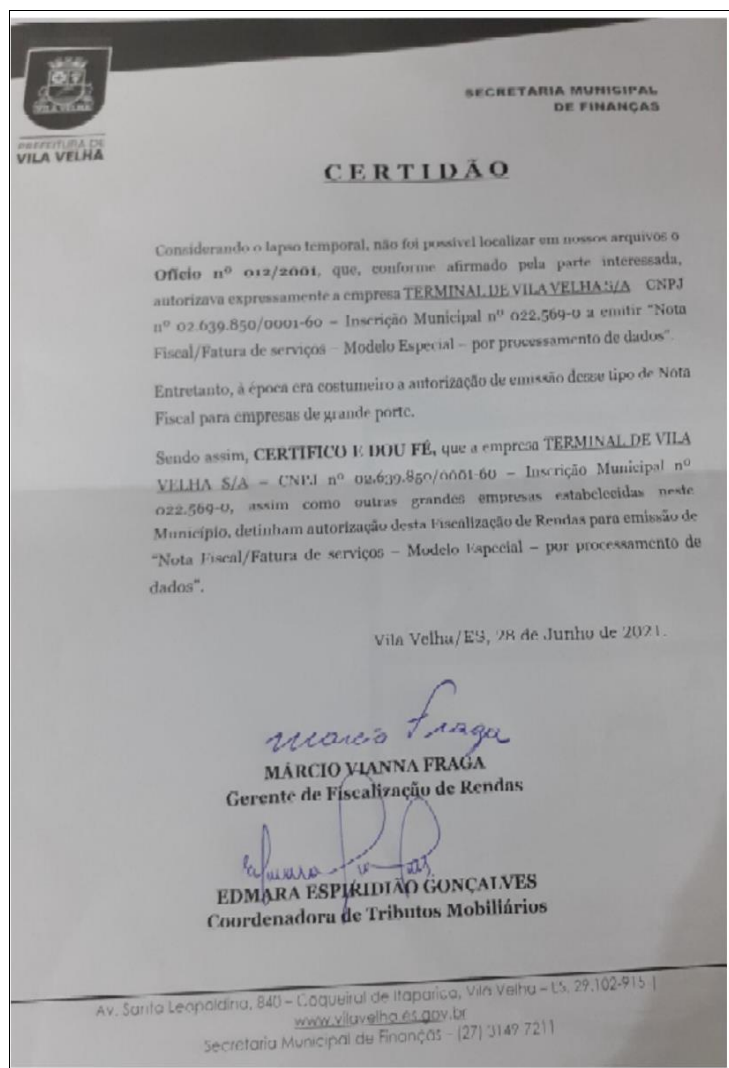 VILA VELHA
PREFEITURA DE
VILA VELHA
SECRETARIA MUNICIPAL
DE FINANÇAS
CERTIDÃO
Considerando o lapso temporal, não foi possível localizar em nossos arquivos o
Ofício nº 012/2001, que, conforme afirmado pela parte interessada,
autorizava expressamente a empresa TERMINAL DE VILA VELHA S/A – CNPJ
nº 02.639.850/0001-60 – Inscrição Municipal nº 022.569-0 a emitir “Nota
Fiscal/Fatura de serviços – Modelo Especial – por processamento de dados”.
Entretanto, à época era costumeiro a autorização de emissão desse tipo de Nota
Fiscal para empresas de grande porte.
Sendo assim, CERTIFICO E DOU FÉ, que a empresa TERMINAL DE VILA
VELHA S/A – CNPJ nº 02.639.850/0001-60 – Inscrição Municipal nº
022.569-0, assim como outras grandes empresas estabelecidas neste
Município, detinham autorização desta Fiscalização de Rendas para emissão de
“Nota Fiscal/Fatura de serviços – Modelo Especial – por processamento de
dados”.
Vila Velha/ES, 28 de Junho de 2021.
Marcio Fraga
MÁRCIO VIANNA FRAGA
Gerente de Fiscalização de Rendas
EDMARA ESPIRIDIÃO GONÇALVES
Coordenadora de Tributos Mobiliários
Av. Santa Leopoldina, 840 – Coqueiral de Itaparica, Vila Velha – ES, 29.102-915 |
www.vilavelha.es.gov.br
Secretaria Municipal de Finanças – (27) 3149 7211